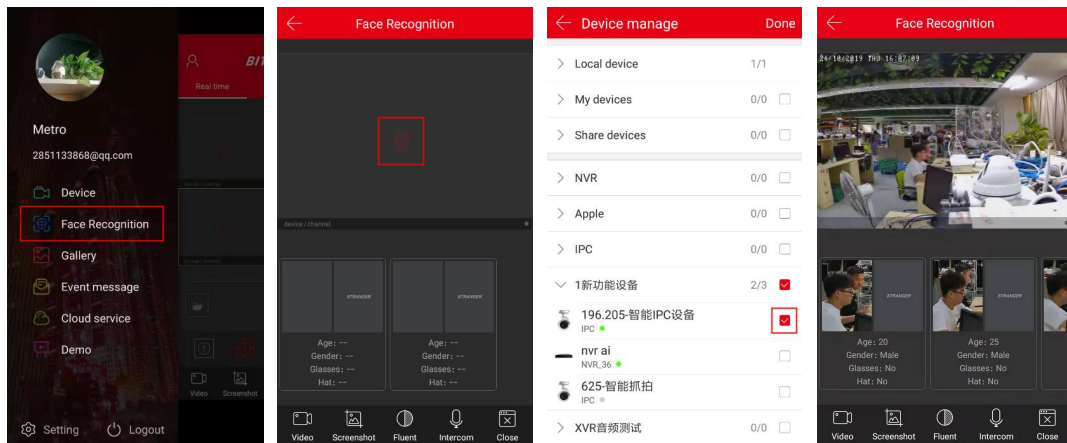 BIT
Real time
Metro
2851133868@qq.com
Device
Face Recognition
Gallery
Event message
Cloud service
Demo
Video
Screenshot
Setting
Logout
Face Recognition
device / channel
STRANGER
STRANGER
Age: --
Gender: --
Glasses: --
Hat: --
Age: --
Gender: --
Glasses: --
Hat: --
Video
Screenshot
Fluent
Intercom
Close
Device manage
Done
Local device 1/1
My devices 0/0
Share devices 0/0
NVR 0/0
Apple 0/0
IPC 0/0
1新功能设备 2/3
196.205-智能IPC设备
IPC
nvr ai
NVR_36
625-智能抓拍
IPC
XVR音频测试 0/0
Face Recognition
24/10/2019 THU 16:07:09
STRANGER
STRANGER
Age: 20
Gender: Male
Glasses: No
Hat: No
Age: 25
Gender: Male
Glasses: No
Hat: No
Video
Screenshot
Fluent
Intercom
Close